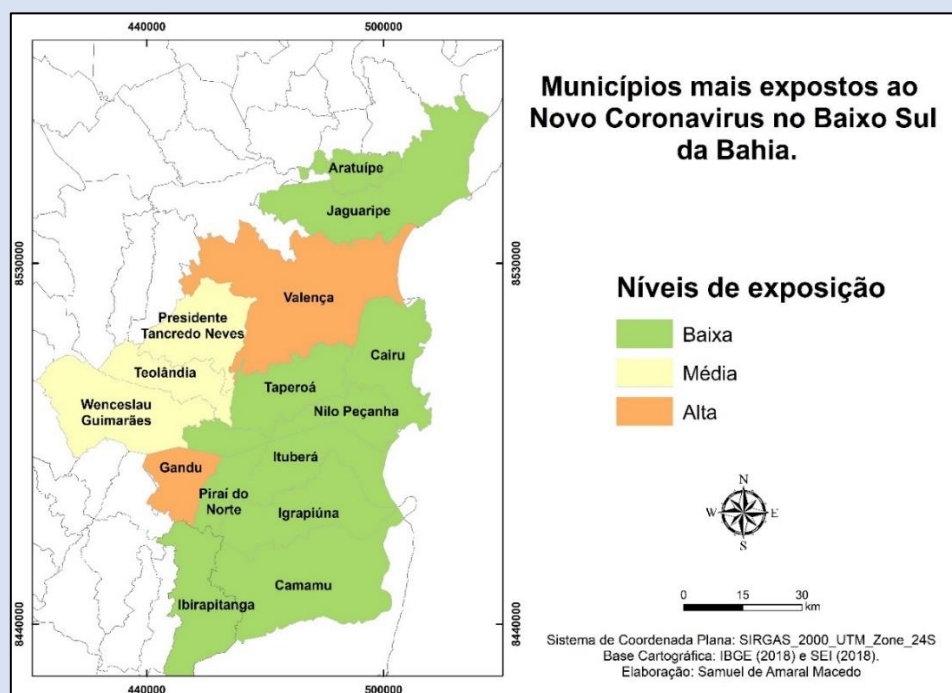 440000
500000
Municípios mais expostos ao
Novo Coronavirus no Baixo Sul
da Bahia.
Aratuípe
Jaguaripe
8530000
8530000
Valença
Presidente
Tancredo Neves
Cairu
Teolândia
Taperoá
Wenceslau
Guimarães
Nilo Peçanha
Ituberá
Gandu
Piraí do
Norte
Igrapiúna
Camamu
Ibirapitanga
8440000
8440000
440000
500000
Níveis de exposição
Baixa
Média
Alta
N
W
E
S
0
15
30
km
Sistema de Coordenada Plana: SIRGAS_2000_UTM_Zone_24S
Base Cartográfica: IBGE (2018) e SEI (2018).
Elaboração: Samuel de Amaral Macedo